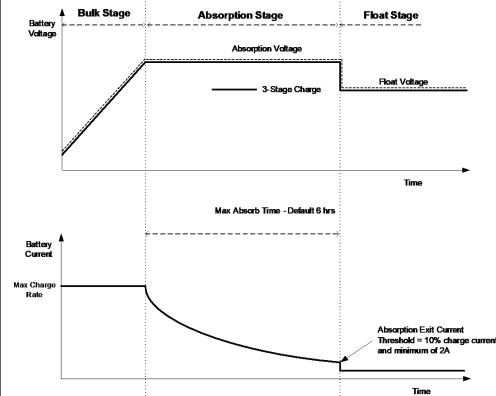 Bulk Stage
Absorption Stage
Float Stage
Battery
Voltage
Absorption Voltage
3-Stage Charge
Float Voltage
Time
Max Absorb Time - Default 6 hrs
Battery
Current
Max Charge
Rate
Absorption Exit Current
Threshold = 10% charge current
and minimum of 2A
Time